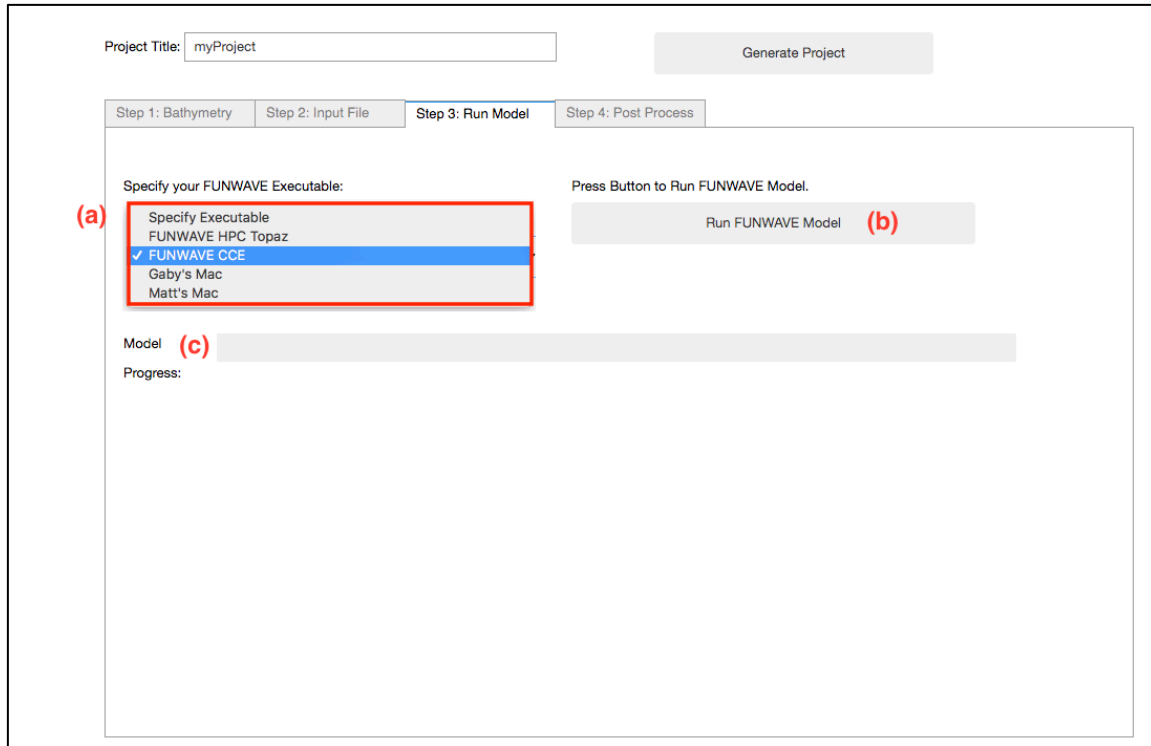 Project Title: myProject
Generate Project
Step 1: Bathymetry
Step 2: Input File
Step 3: Run Model
Step 4: Post Process
Specify your FUNWAVE Executable:
Press Button to Run FUNWAVE Model.
(a)
Specify Executable
FUNWAVE HPC Topaz
✓ FUNWAVE CCE
Gaby's Mac
Matt's Mac
Run FUNWAVE Model (b)
Model (c)
Progress: